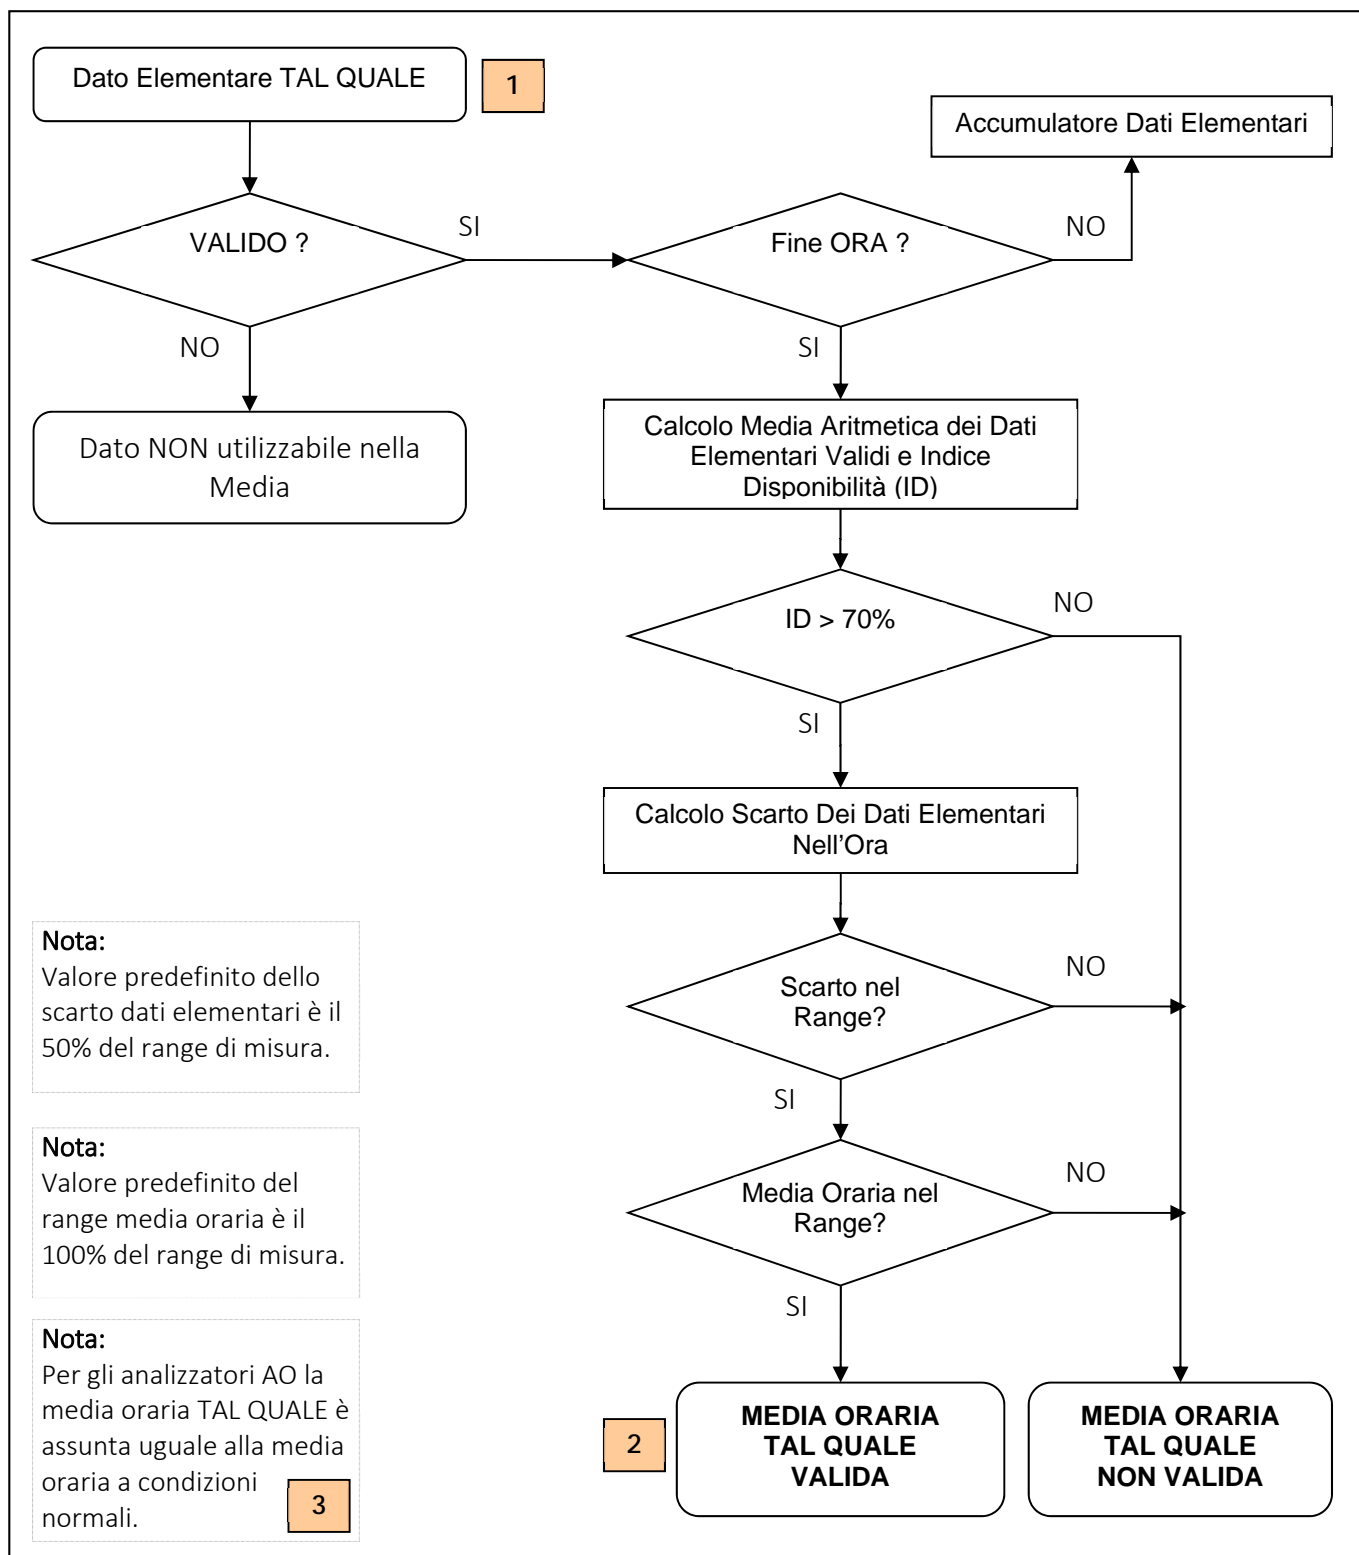 Dato Elementare TAL QUALE
1
Accumulatore Dati Elementari
VALIDO ?
SI
Fine ORA ?
NO
NO
SI
Dato NON utilizzabile nella
Media
Calcolo Media Aritmetica dei Dati
Elementari Validi e Indice
Disponibilità (ID)
ID > 70%
NO
SI
Calcolo Scarto Dei Dati Elementari
Nell'Ora
Scarto nel
Range?
NO
SI
Media Oraria nel
Range?
NO
SI
Nota:
Valore predefinito dello
scarto dati elementari è il
50% del range di misura.
Nota:
Valore predefinito del
range media oraria è il
100% del range di misura.
Nota:
Per gli analizzatori AO la
media oraria TAL QUALE è
assunta uguale alla media
oraria a condizioni
normali.
3
2
MEDIA ORARIA
TAL QUALE
VALIDA
MEDIA ORARIA
TAL QUALE
NON VALIDA